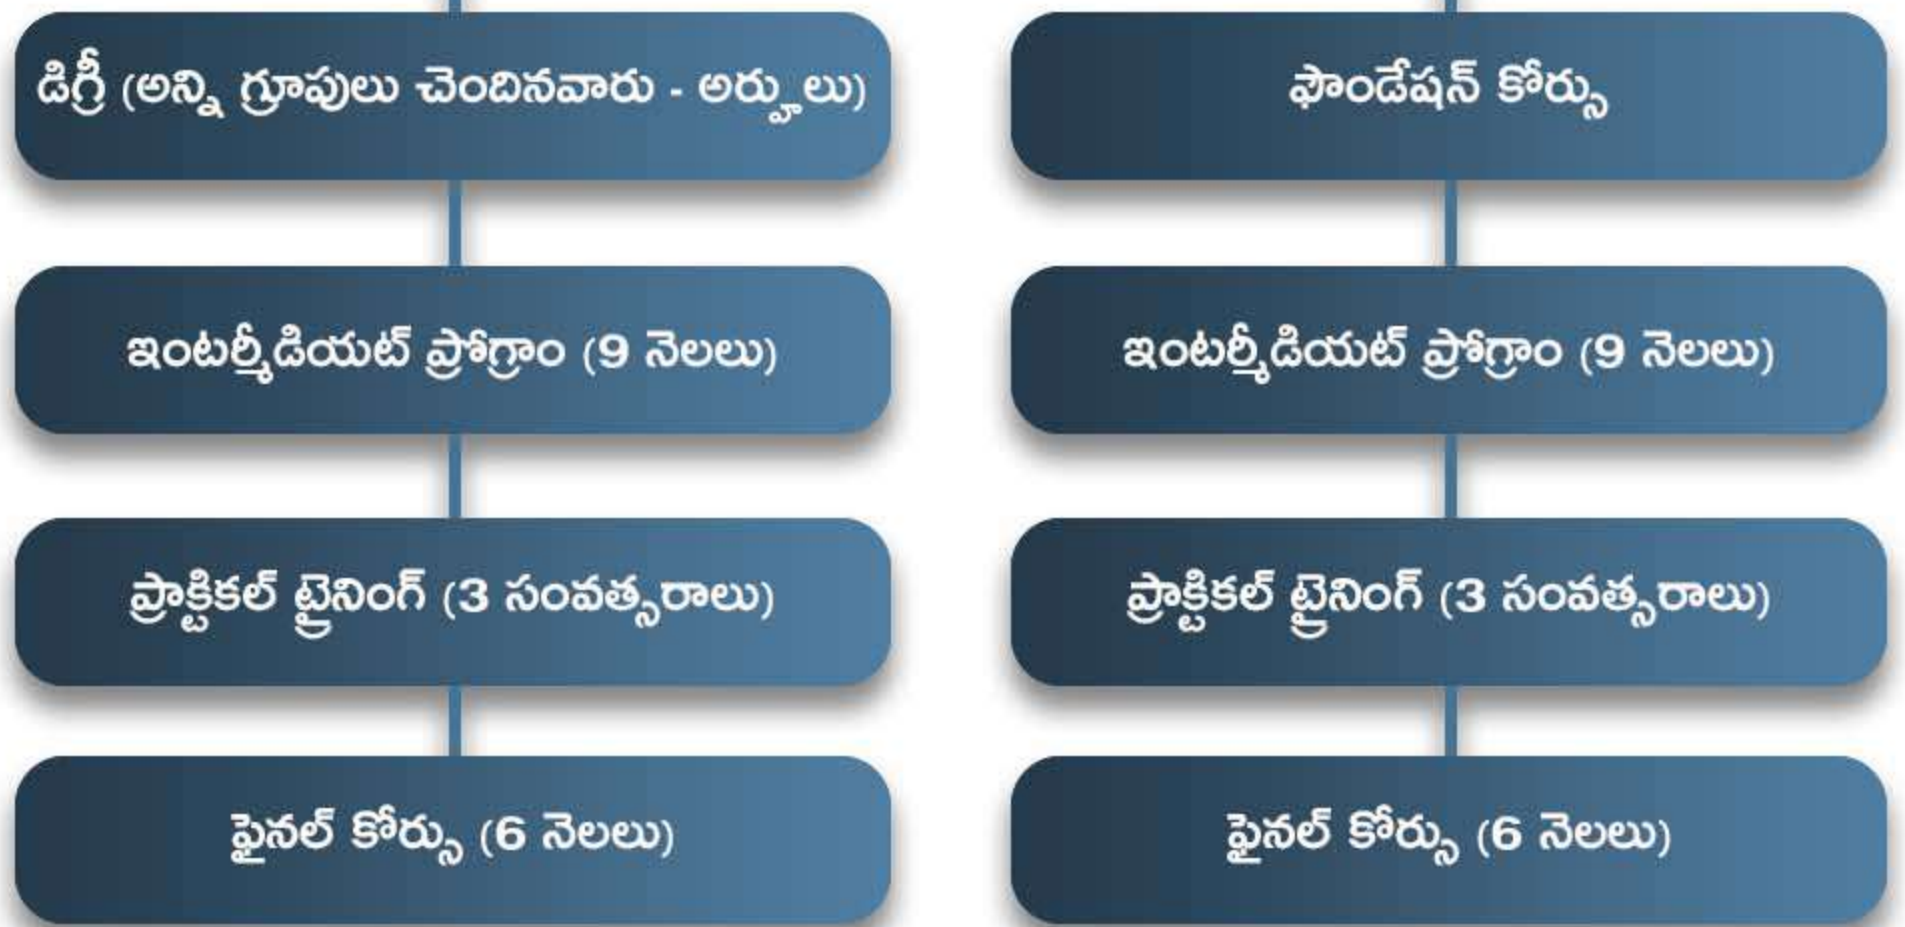 డిగ్రీ (అన్ని గ్రూపులు చెందినవారు - అర్హులు)
ఇంటర్మీడియట్ ప్రోగ్రాం (9 నెలలు)
ప్రాక్టికల్ ట్రైనింగ్ (3 సంవత్సరాలు)
ఫైనల్ కోర్సు (6 నెలలు)
ఫౌండేషన్ కోర్సు
ఇంటర్మీడియట్ ప్రోగ్రాం (9 నెలలు)
ప్రాక్టికల్ ట్రైనింగ్ (3 సంవత్సరాలు)
ఫైనల్ కోర్సు (6 నెలలు)